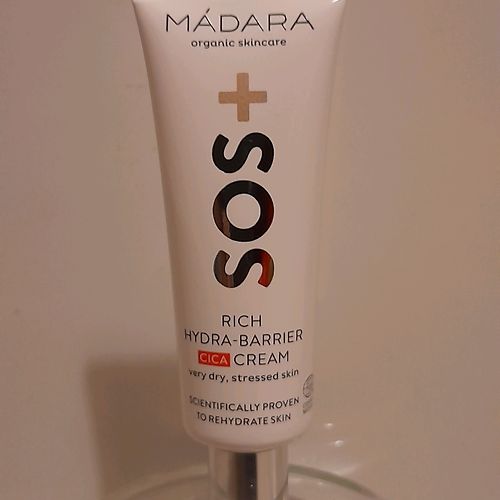 MÁDARA
organic skincare
SOS+
RICH
HYDRA-BARRIER
CICA CREAM
very dry, stressed skin
SCIENTIFICALLY PROVEN
TO REHYDRATE SKIN